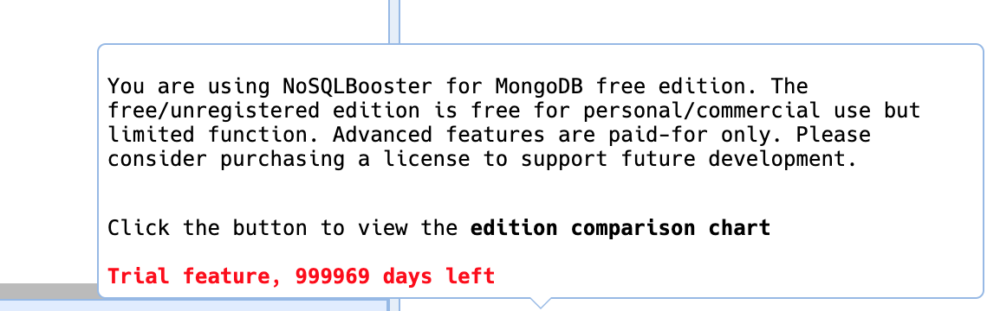 You are using NoSQLBooster for MongoDB free edition. The
free/unregistered edition is free for personal/commercial use but
limited function. Advanced features are paid-for only. Please
consider purchasing a license to support future development.
Click the button to view the edition comparison chart
Trial feature, 999969 days left